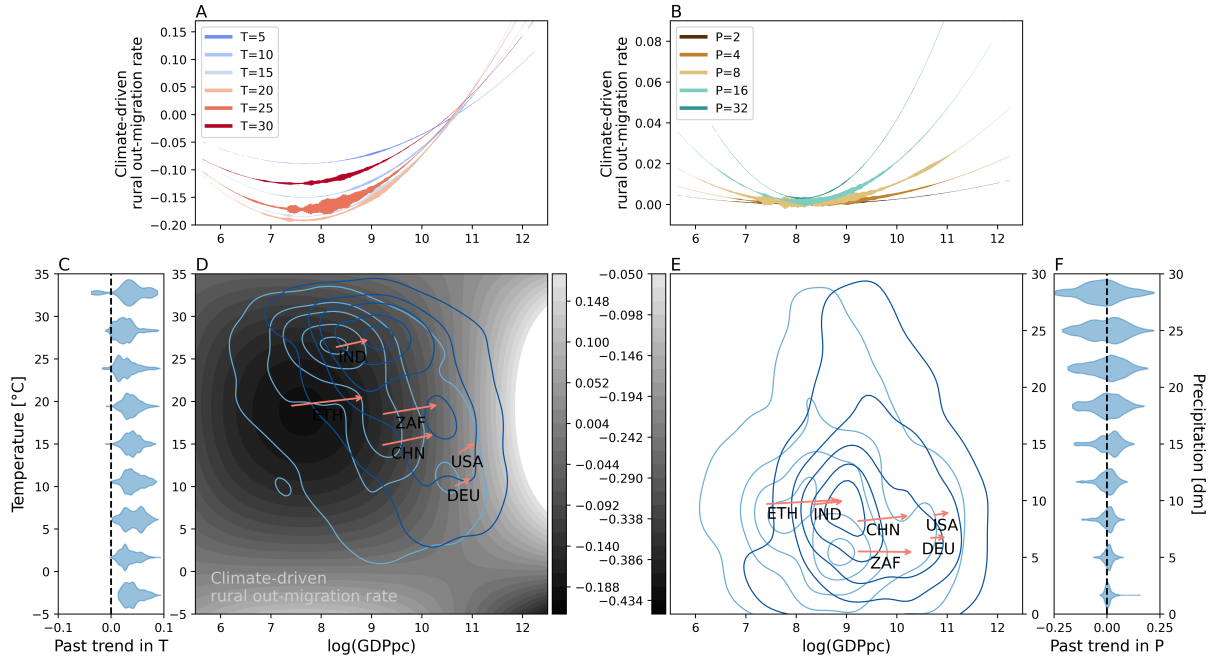 A
Climate-driven
rural out-migration rate
0.15
0.10
0.05
0.00
−0.05
−0.10
−0.15
−0.20
T=5
T=10
T=15
T=20
T=25
T=30
6 7 8 9 10 11 12
B
Climate-driven
rural out-migration rate
0.08
0.06
0.04
0.02
0.00
P=2
P=4
P=8
P=16
P=32
6 7 8 9 10 11 12
C
Temperature [°C]
35
30
25
20
15
10
5
0
−5
−0.1 0.0 0.1
Past trend in T
D
35
30
25
20
15
10
5
0
−5
IND
ETH
ZAF
CHN
USA
DEU
Climate-driven
rural out-migration rate
6 7 8 9 10 11 12
log(GDPpc)
0.148
0.100
0.052
0.004
−0.044
−0.092
−0.140
−0.188
−0.050
−0.098
−0.146
−0.194
−0.242
−0.290
−0.338
−0.386
−0.434
E
ETH
IND
CHN
USA
DEU
ZAF
6 7 8 9 10 11 12
log(GDPpc)
30
25
20
15
10
5
0
F
30
25
20
15
10
5
0
Precipitation [dm]
−0.25 0.00 0.25
Past trend in P